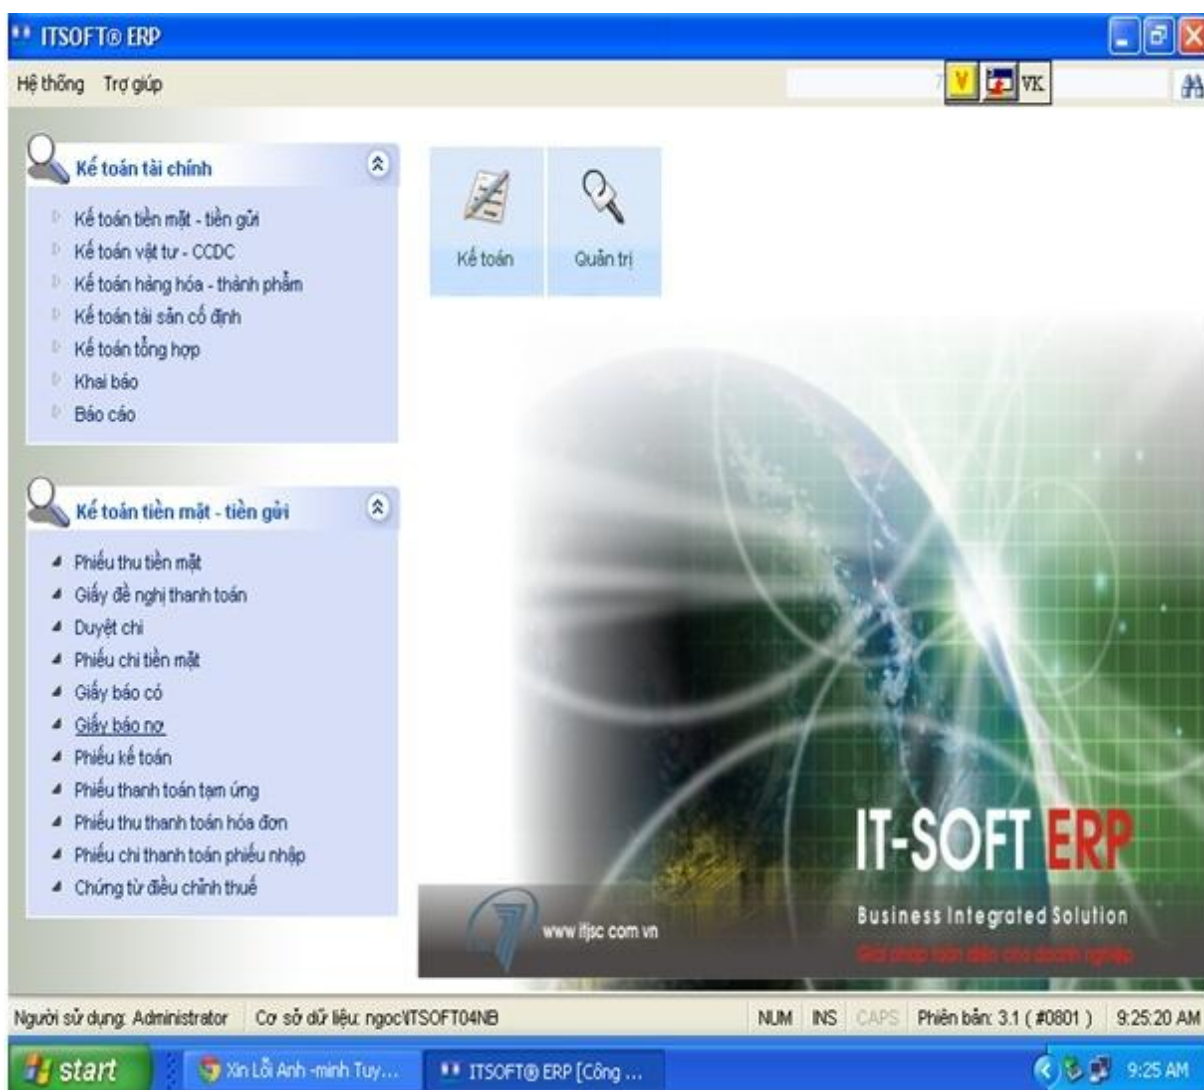 ITSOFT® ERP
Hệ thống Trợ giúp
V VK
Kế toán tài chính
Kế toán tiền mặt - tiền gửi
Kế toán vật tư - CCDC
Kế toán hàng hóa - thành phẩm
Kế toán tài sản cố định
Kế toán tổng hợp
Khai báo
Báo cáo
Kế toán
Quản trị
Kế toán tiền mặt - tiền gửi
Phiếu thu tiền mặt
Giấy đề nghị thanh toán
Duyệt chi
Phiếu chi tiền mặt
Giấy báo có
Giấy báo nợ
Phiếu kế toán
Phiếu thanh toán tạm ứng
Phiếu thu thanh toán hóa đơn
Phiếu chi thanh toán phiếu nhập
Chứng từ điều chỉnh thuế
IT-SOFT ERP
Business Integrated Solution
www itjsc com vn
Giải pháp toàn diện cho doanh nghiệp
Người sử dụng: Administrator Cơ sở dữ liệu: ngoc\ITSOFT04NB NUM INS CAPS Phiên bản: 3.1 ( #0801 ) 9:25:20 AM
start Xin Lỗi Anh -minh Tuy... ITSOFT® ERP [Công ... 9:25 AM